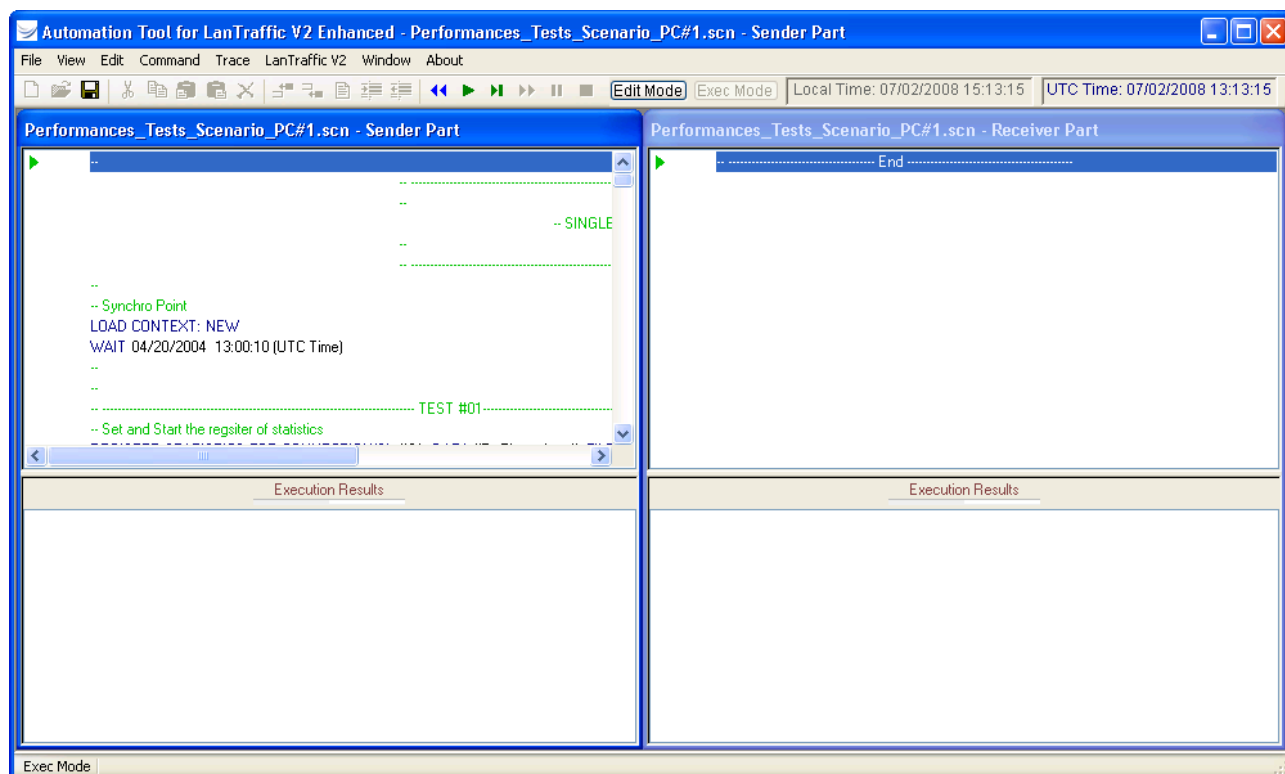 Automation Tool for LanTraffic V2 Enhanced - Performances_Tests_Scenario_PC#1.scn - Sender Part
File View Edit Command Trace LanTraffic V2 Window About
Edit Mode Exec Mode Local Time: 07/02/2008 15:13:15 UTC Time: 07/02/2008 13:13:15
Performances_Tests_Scenario_PC#1.scn - Sender Part
--
-- ----------------------------------------------------
--
-- SINGLE
--
-- ----------------------------------------------------
--
-- Synchro Point
LOAD CONTEXT: NEW
WAIT 04/20/2004 13:00:10 (UTC Time)
--
--
-- ------------------------------------------------------------------------------ TEST #01---------------------------------
-- Set and Start the regsiter of statistics
Execution Results
Performances_Tests_Scenario_PC#1.scn - Receiver Part
-- ------------------------------------- End ------------------------------------------
Execution Results
Exec Mode